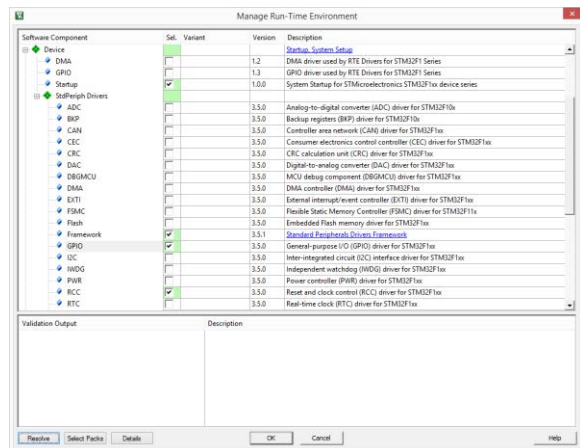 Manage Run-Time Environment
Software Component Sel. Variant Version Description
Device Startup, System Setup
DMA 1.2 DMA driver used by RTE Drivers for STM32F1 Series
GPIO 1.3 GPIO driver used by RTE Drivers for STM32F1 Series
Startup 1.0.0 System Startup for STMicroelectronics STM32F1xx device series
StdPeriph Drivers
ADC 3.5.0 Analog-to-digital converter (ADC) driver for STM32F10x
BKP 3.5.0 Backup registers (BKP) driver for STM32F10x
CAN 3.5.0 Controller area network (CAN) driver for STM32F1xx
CEC 3.5.0 Consumer electronics control controller (CEC) driver for STM32F1xx
CRC 3.5.0 CRC calculation unit (CRC) driver for STM32F1xx
DAC 3.5.0 Digital-to-analog converter (DAC) driver for STM32F1xx
DBGMCU 3.5.0 MCU debug component (DBGMCU) driver for STM32F1xx
DMA 3.5.0 DMA controller (DMA) driver for STM32F1xx
EXTI 3.5.0 External interrupt/event controller (EXTI) driver for STM32F1xx
FSMC 3.5.0 Flexible Static Memory Controller (FSMC) driver for STM32F11x
Flash 3.5.0 Embedded Flash memory driver for STM32F1xx
Framework 3.5.1 Standard Peripherals Drivers Framework
GPIO 3.5.0 General-purpose I/O (GPIO) driver for STM32F1xx
I2C 3.5.0 Inter-integrated circuit (I2C) interface driver for STM32F1xx
IWDG 3.5.0 Independent watchdog (IWDG) driver for STM32F1xx
PWR 3.5.0 Power controller (PWR) driver for STM32F1xx
RCC 3.5.0 Reset and clock control (RCC) driver for STM32F1xx
RTC 3.5.0 Real-time clock (RTC) driver for STM32F1xx
Validation Output Description
Resolve Select Packs Details OK Cancel Help